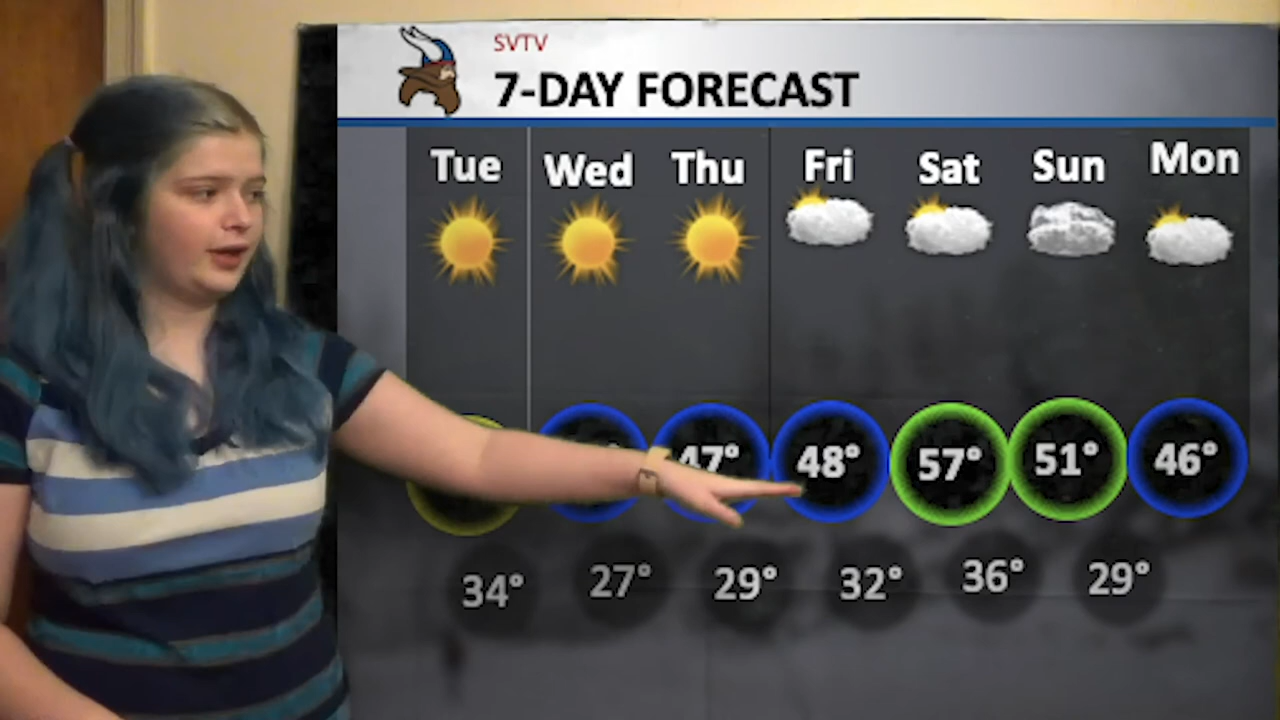 SVTV
7-DAY FORECAST
Tue Wed Thu Fri Sat Sun Mon
47° 48° 57° 51° 46°
34° 27° 29° 32° 36° 29°